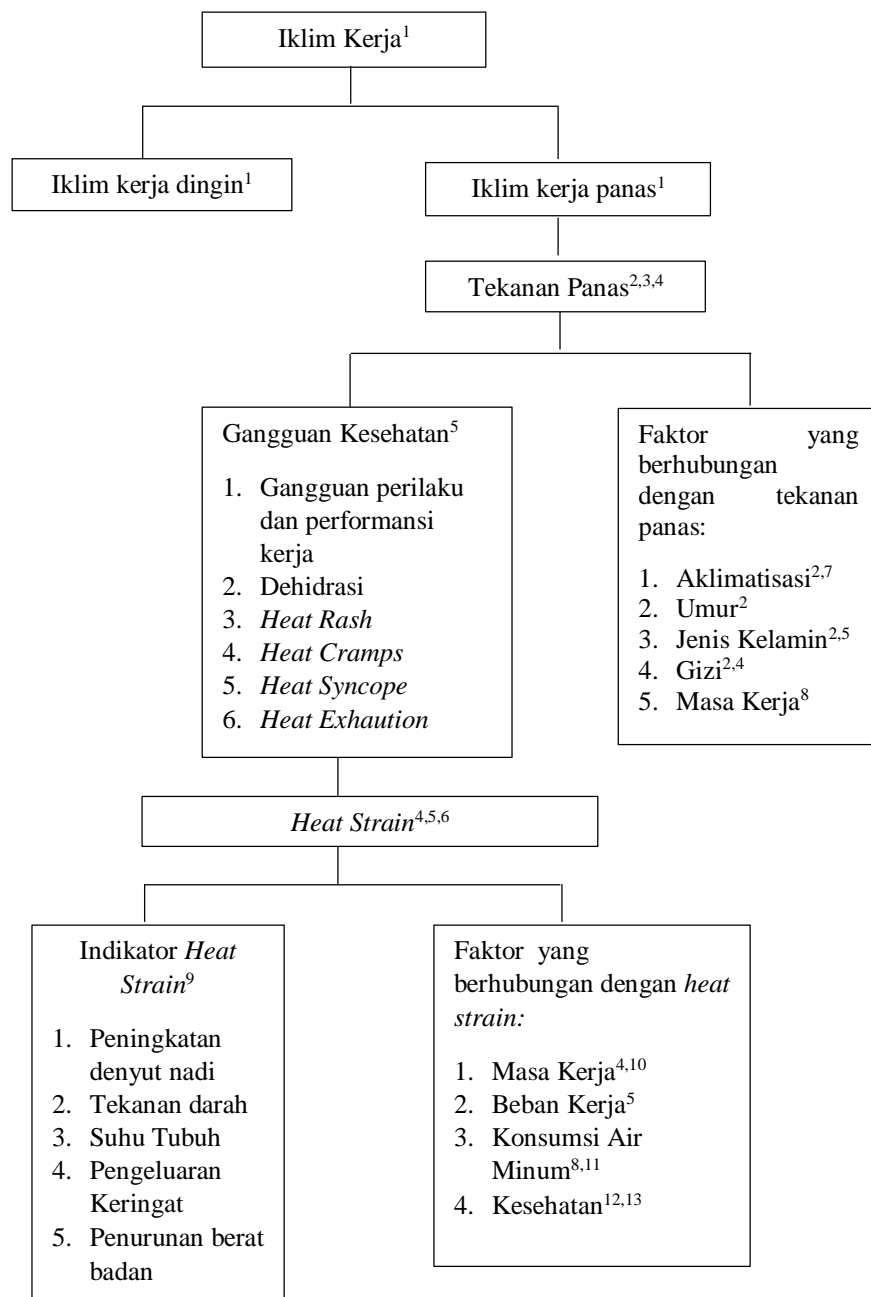 Iklim Kerja¹
Iklim kerja dingin¹
Iklim kerja panas¹
Tekanan Panas²,³,⁴
Gangguan Kesehatan⁵
1. Gangguan perilaku
dan performansi
kerja
2. Dehidrasi
3. Heat Rash
4. Heat Cramps
5. Heat Syncope
6. Heat Exhaution
Faktor yang
berhubungan
dengan tekanan
panas:
1. Aklimatisasi²,⁷
2. Umur²
3. Jenis Kelamin²,⁵
4. Gizi²,⁴
5. Masa Kerja⁸
Heat Strain⁴,⁵,⁶
Indikator Heat
Strain⁹
1. Peningkatan
denyut nadi
2. Tekanan darah
3. Suhu Tubuh
4. Pengeluaran
Keringat
5. Penurunan berat
badan
Faktor yang
berhubungan dengan heat
strain:
1. Masa Kerja⁴,¹⁰
2. Beban Kerja⁵
3. Konsumsi Air
Minum⁸,¹¹
4. Kesehatan¹²,¹³